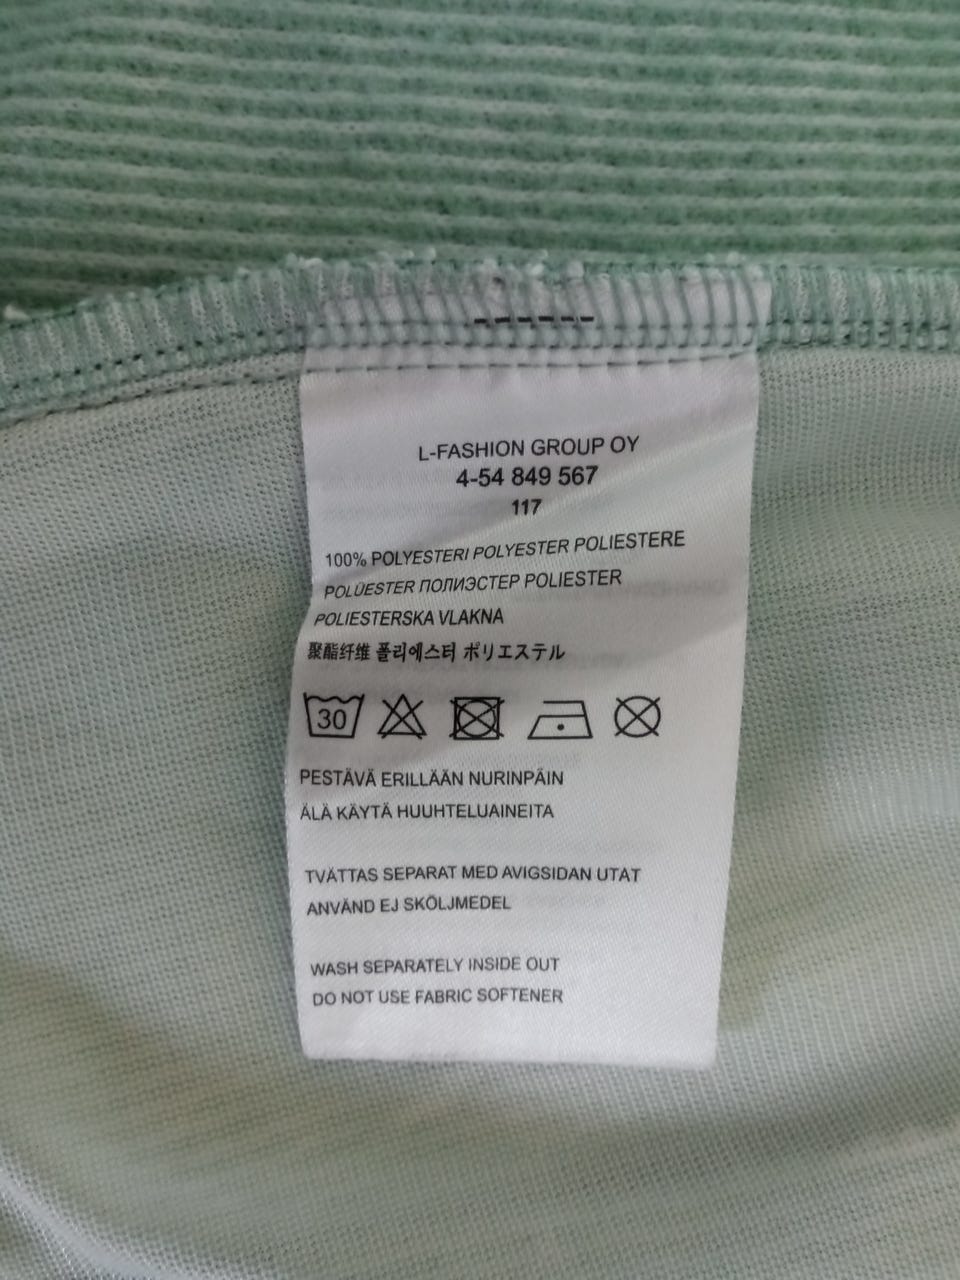 L-FASHION GROUP OY
4-54 849 567
117
100% POLYESTERI POLYESTER POLIESTERE
POLÜESTER ПОЛИЭСТЕР POLIESTER
POLIESTERSKA VLAKNA
聚酯纤维 폴리에스터 ポリエステル
30
PESTÄVÄ ERILLÄÄN NURINPÄIN
ÄLÄ KÄYTÄ HUUHTELUAINEITA
TVÄTTAS SEPARAT MED AVIGSIDAN UTAT
ANVÄND EJ SKÖLJMEDEL
WASH SEPARATELY INSIDE OUT
DO NOT USE FABRIC SOFTENER